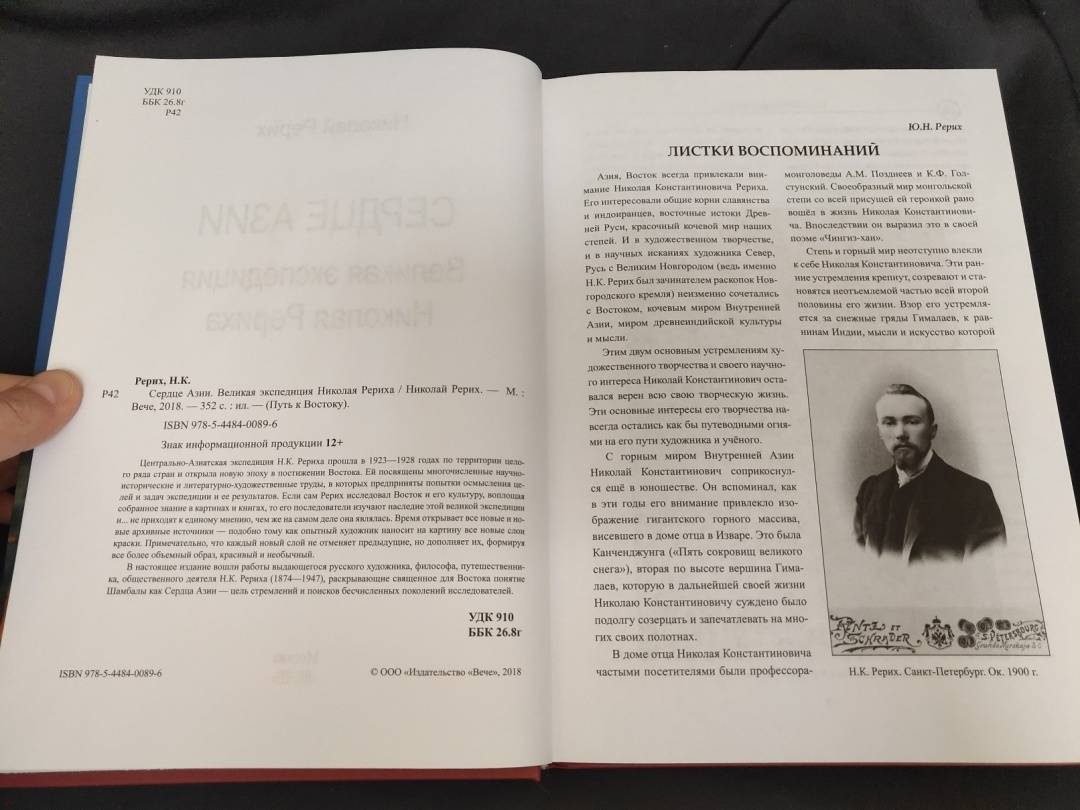 УДК 910
ББК 26.8г
Р42
Рерих, Н.К.
Р42 Сердце Азии. Великая экспедиция Николая Рериха / Николай Рерих. — М. :
Вече, 2018. — 352 с. : ил. — (Путь к Востоку).
ISBN 978-5-4484-0089-6
Знак информационной продукции 12+
Центрально-Азиатская экспедиция Н.К. Рериха прошла в 1923—1928 годах по территории цело-
го ряда стран и открыла новую эпоху в постижении Востока. Ей посвящены многочисленные научно-
исторические и литературно-художественные труды, в которых предприняты попытки осмысления це-
лей и задач экспедиции и ее результатов. Если сам Рерих исследовал Восток и его культуру, воплощая
собранное знание в картинах и книгах, то его последователи изучают наследие этой великой экспедиции
и... не приходят к единому мнению, чем же на самом деле она являлась. Время открывает все новые и но-
вые архивные источники — подобно тому как опытный художник наносит на картину все новые слои
краски. Примечательно, что каждый новый слой не отменяет предыдущие, но дополняет их, формируя
все более объемный образ, красивый и необычный.
В настоящее издание вошли работы выдающегося русского художника, философа, путешественни-
ка, общественного деятеля Н.К. Рериха (1874—1947), раскрывающие священное для Востока понятие
Шамбалы как Сердца Азии — цель стремлений и поисков бесчисленных поколений исследователей.
УДК 910
ББК 26.8г
ISBN 978-5-4484-0089-6
© ООО «Издательство «Вече», 2018
Ю.Н. Рерих
ЛИСТКИ ВОСПОМИНАНИЙ
Азия, Восток всегда привлекали вни-
мание Николая Константиновича Рериха.
Его интересовали общие корни славянства
и индоиранцев, восточные истоки Древ-
ней Руси, красочный кочевой мир наших
степей. И в художественном творчестве,
и в научных исканиях художника Север,
Русь с Великим Новгородом (ведь именно
Н.К. Рерих был зачинателем раскопок Нов-
городского кремля) неизменно сочетались
с Востоком, кочевым миром Внутренней
Азии, миром древнеиндийской культуры
и мысли.
Этим двум основным устремлениям ху-
дожественного творчества и своего научно-
го интереса Николай Константинович оста-
вался верен всю свою творческую жизнь.
Эти основные интересы его творчества на-
всегда остались как бы путеводными огня-
ми на его пути художника и учёного.
С горным миром Внутренней Азии
Николай Константинович соприкоснул-
ся ещё в юношестве. Он вспоминал, как
в эти годы его внимание привлекло изо-
бражение гигантского горного массива,
висевшего в доме отца в Изваре. Это была
Канченджунга («Пять сокровищ великого
снега»), вторая по высоте вершина Гима-
лаев, которую в дальнейшей своей жизни
Николаю Константиновичу суждено было
подолгу созерцать и запечатлевать на мно-
гих своих полотнах.
В доме отца Николая Константиновича
частыми посетителями были профессора-
монголоведы А.М. Позднеев и К.Ф. Гол-
стунский. Своеобразный мир монгольской
степи со всей присущей ей героикой рано
вошёл в жизнь Николая Константинови-
ча. Впоследствии он выразил это в своей
поэме «Чингиз-хан».
Степь и горный мир неотступно влекли
к себе Николая Константиновича. Эти ран-
ние устремления крепнут, созревают и ста-
новятся неотъемлемой частью всей второй
половины его жизни. Взор его устремля-
ется за снежные гряды Гималаев, к рав-
нинам Индии, мысли и искусство которой
RENTZ ET
SCHRADER
S. PETERSBOURG
Grande Morskaja
Н.К. Рерих. Санкт-Петербург. Ок. 1900 г.